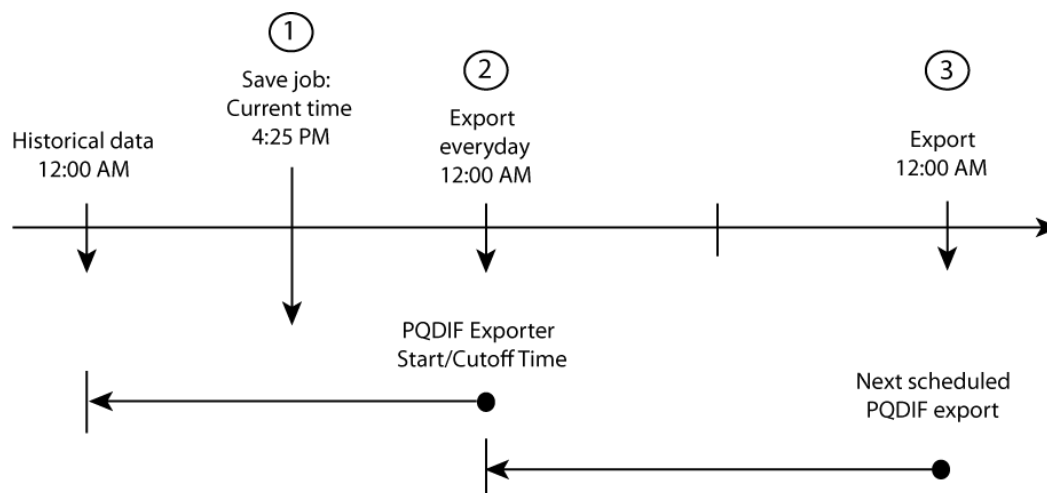 1
Save job:
Current time
4:25 PM
2
Export
everyday
12:00 AM
3
Export
12:00 AM
Historical data
12:00 AM
PQDIF Exporter
Start/Cutoff Time
Next scheduled
PQDIF export